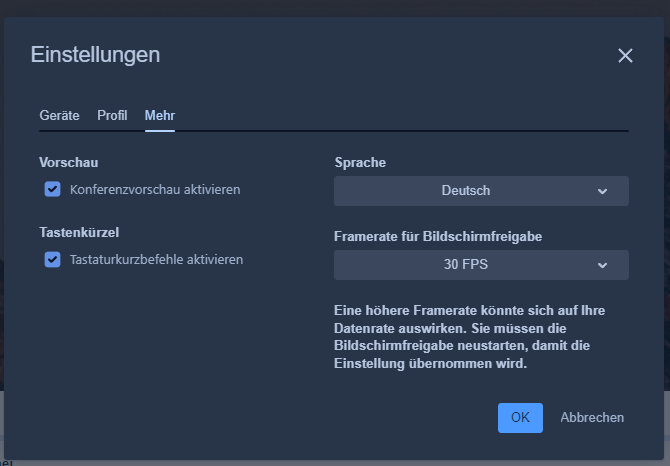 Einstellungen
Geräte Profil Mehr
Vorschau
Konferenzvorschau aktivieren
Tastenkürzel
Tastaturkurzbefehle aktivieren
Sprache
Deutsch
Framerate für Bildschirmfreigabe
30 FPS
Eine höhere Framerate könnte sich auf Ihre
Datenrate auswirken. Sie müssen die
Bildschirmfreigabe neustarten, damit die
Einstellung übernommen wird.
OK Abbrechen